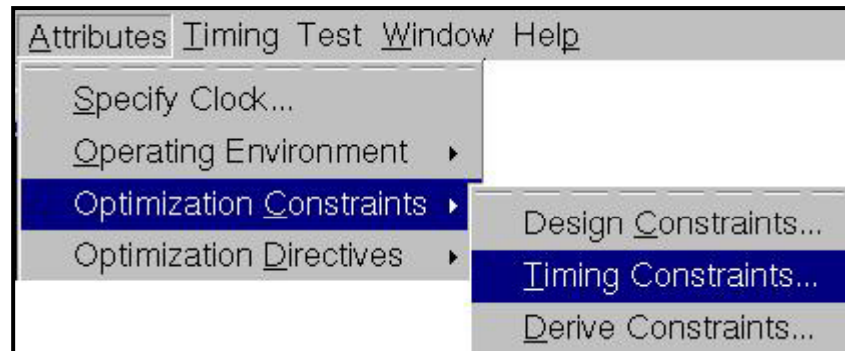 Attributes Timing Test Window Help
Specify Clock...
Operating Environment
Optimization Constraints
Optimization Directives
Design Constraints...
Timing Constraints...
Derive Constraints...